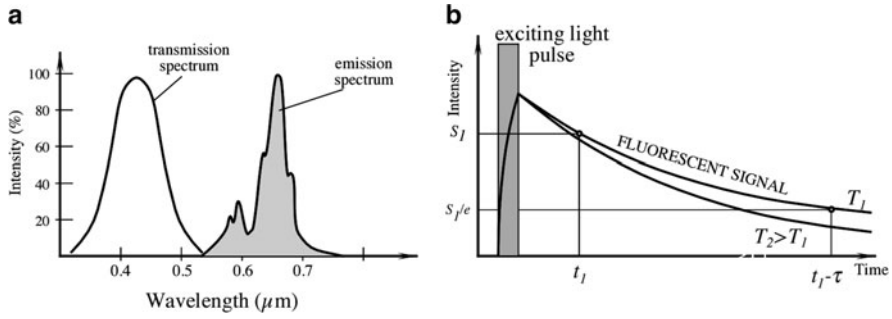 a
transmission
spectrum
emission
spectrum
Intensity (%)
100
80
60
40
20
0.4
0.5
0.6
0.7
Wavelength (μm)
b
exciting light
pulse
Intensity
S1
S1/e
FLUORESCENT SIGNAL
T1
T2>T1
t1
t1-τ
Time